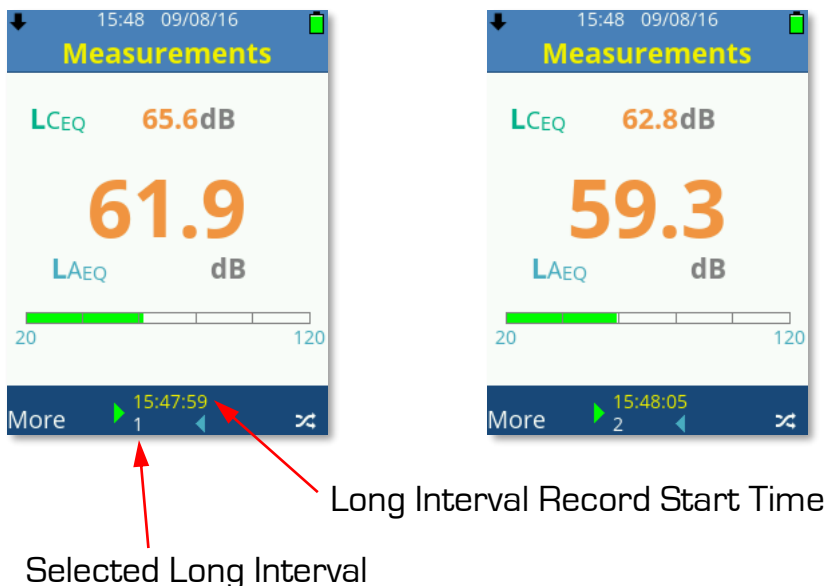 15:48 09/08/16
Measurements
LCEQ 65.6dB
61.9
LAEQ dB
20 120
More 15:47:59
1
15:48 09/08/16
Measurements
LCEQ 62.8dB
59.3
LAEQ dB
20 120
More 15:48:05
2
Long Interval Record Start Time
Selected Long Interval